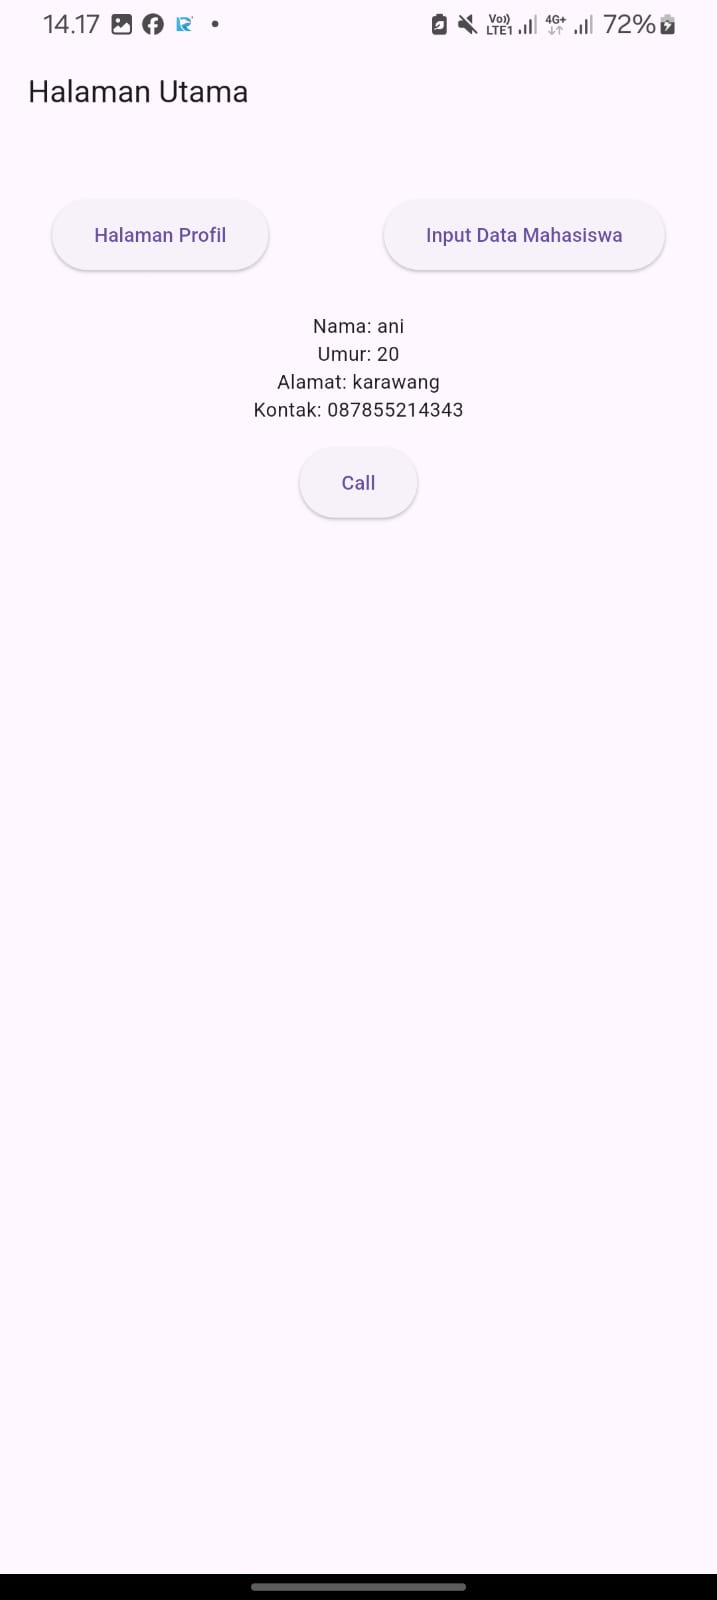 14.17
Vo))
LTE1
4G+
72%
Halaman Utama
Halaman Profil
Input Data Mahasiswa
Nama: ani
Umur: 20
Alamat: karawang
Kontak: 087855214343
Call